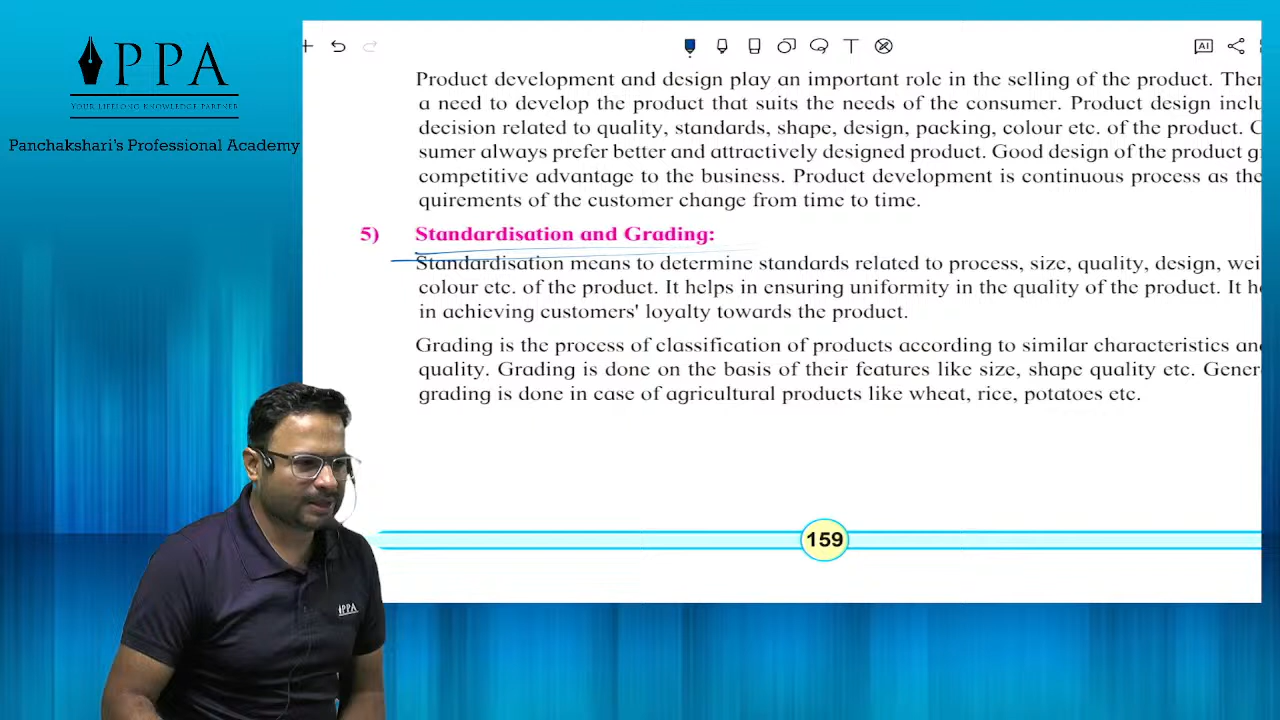 PPA
YOUR LIFELONG KNOWLEDGE PARTNER
Panchakshari's Professional Academy
T
AI
Product development and design play an important role in the selling of the product. Ther
a need to develop the product that suits the needs of the consumer. Product design inclu
decision related to quality, standards, shape, design, packing, colour etc. of the product. C
sumer always prefer better and attractively designed product. Good design of the product g
competitive advantage to the business. Product development is continuous process as the
quirements of the customer change from time to time.
5) Standardisation and Grading:
Standardisation means to determine standards related to process, size, quality, design, wei
colour etc. of the product. It helps in ensuring uniformity in the quality of the product. It h
in achieving customers' loyalty towards the product.
Grading is the process of classification of products according to similar characteristics an
quality. Grading is done on the basis of their features like size, shape quality etc. Gener
grading is done in case of agricultural products like wheat, rice, potatoes etc.
PPA
159